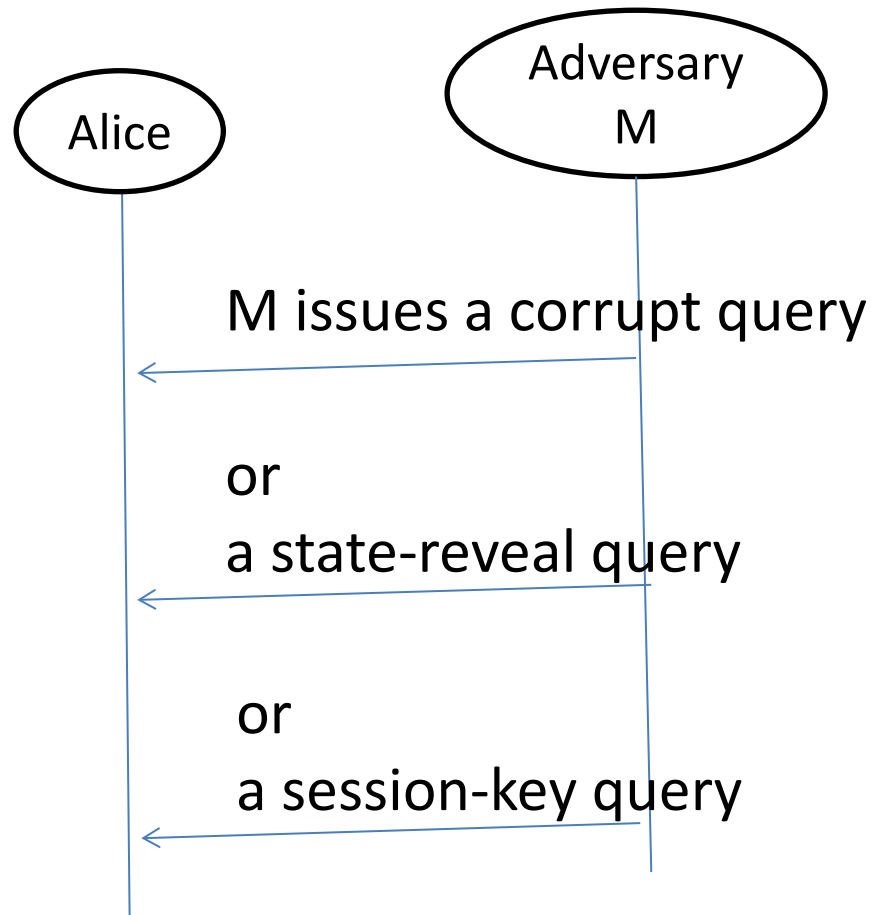 Adversary
M
Alice
M issues a corrupt query
or
a state-reveal query
or
a session-key query